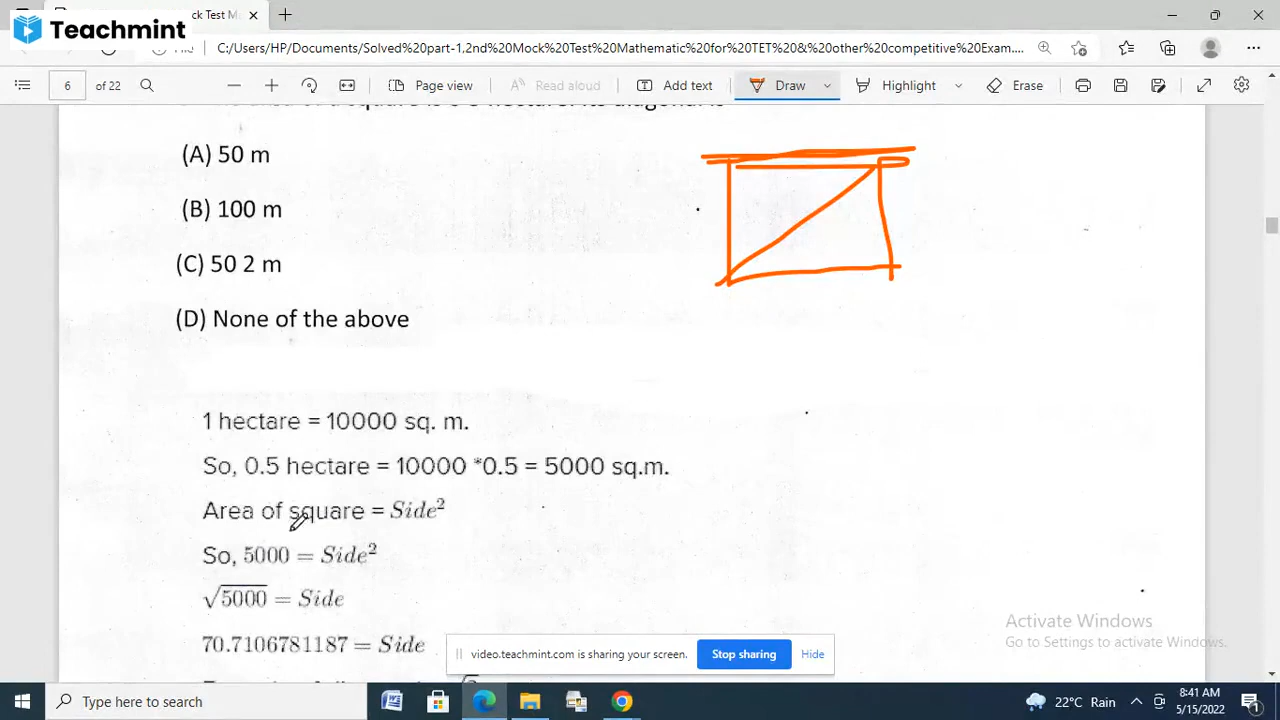 ck Test M
Teachmint
C:/Users/HP/Documents/Solved%20part-1,2nd%20Mock%20Test%20Mathematic%20for%20TET%20&%20other%20competitive%20Exam....
6 of 22 Page view Read aloud Add text Draw Highlight Erase
(A) 50 m
(B) 100 m
(C) 50 2 m
(D) None of the above
1 hectare = 10000 sq. m.
So, 0.5 hectare = 10000 *0.5 = 5000 sq.m.
Area of square = Side²
So, 5000 = Side²
√5000 = Side
70.7106781187 = Side
Activate Windows
Go to Settings to activate Windows.
video.teachmint.com is sharing your screen. Stop sharing Hide
Type here to search
22°C Rain
8:41 AM
5/15/2022
1